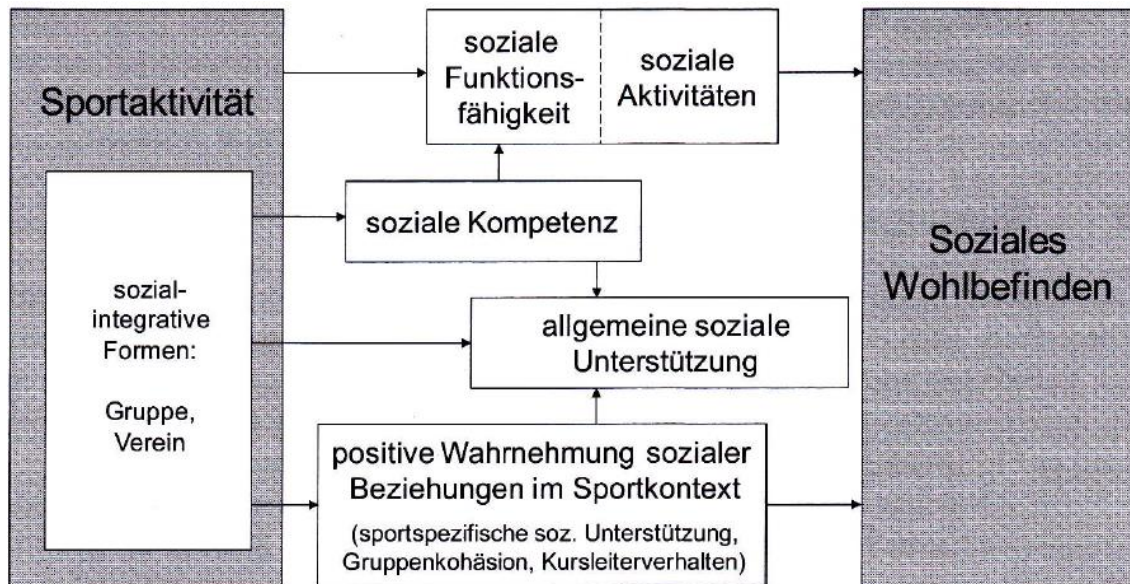 Sportaktivität
sozial-
integrative
Formen:
Gruppe,
Verein
soziale
Funktions-
fähigkeit
soziale
Aktivitäten
soziale Kompetenz
allgemeine soziale
Unterstützung
positive Wahrnehmung sozialer
Beziehungen im Sportkontext
(sportspezifische soz. Unterstützung,
Gruppenkohäsion, Kursleiterverhalten)
Soziales
Wohlbefinden